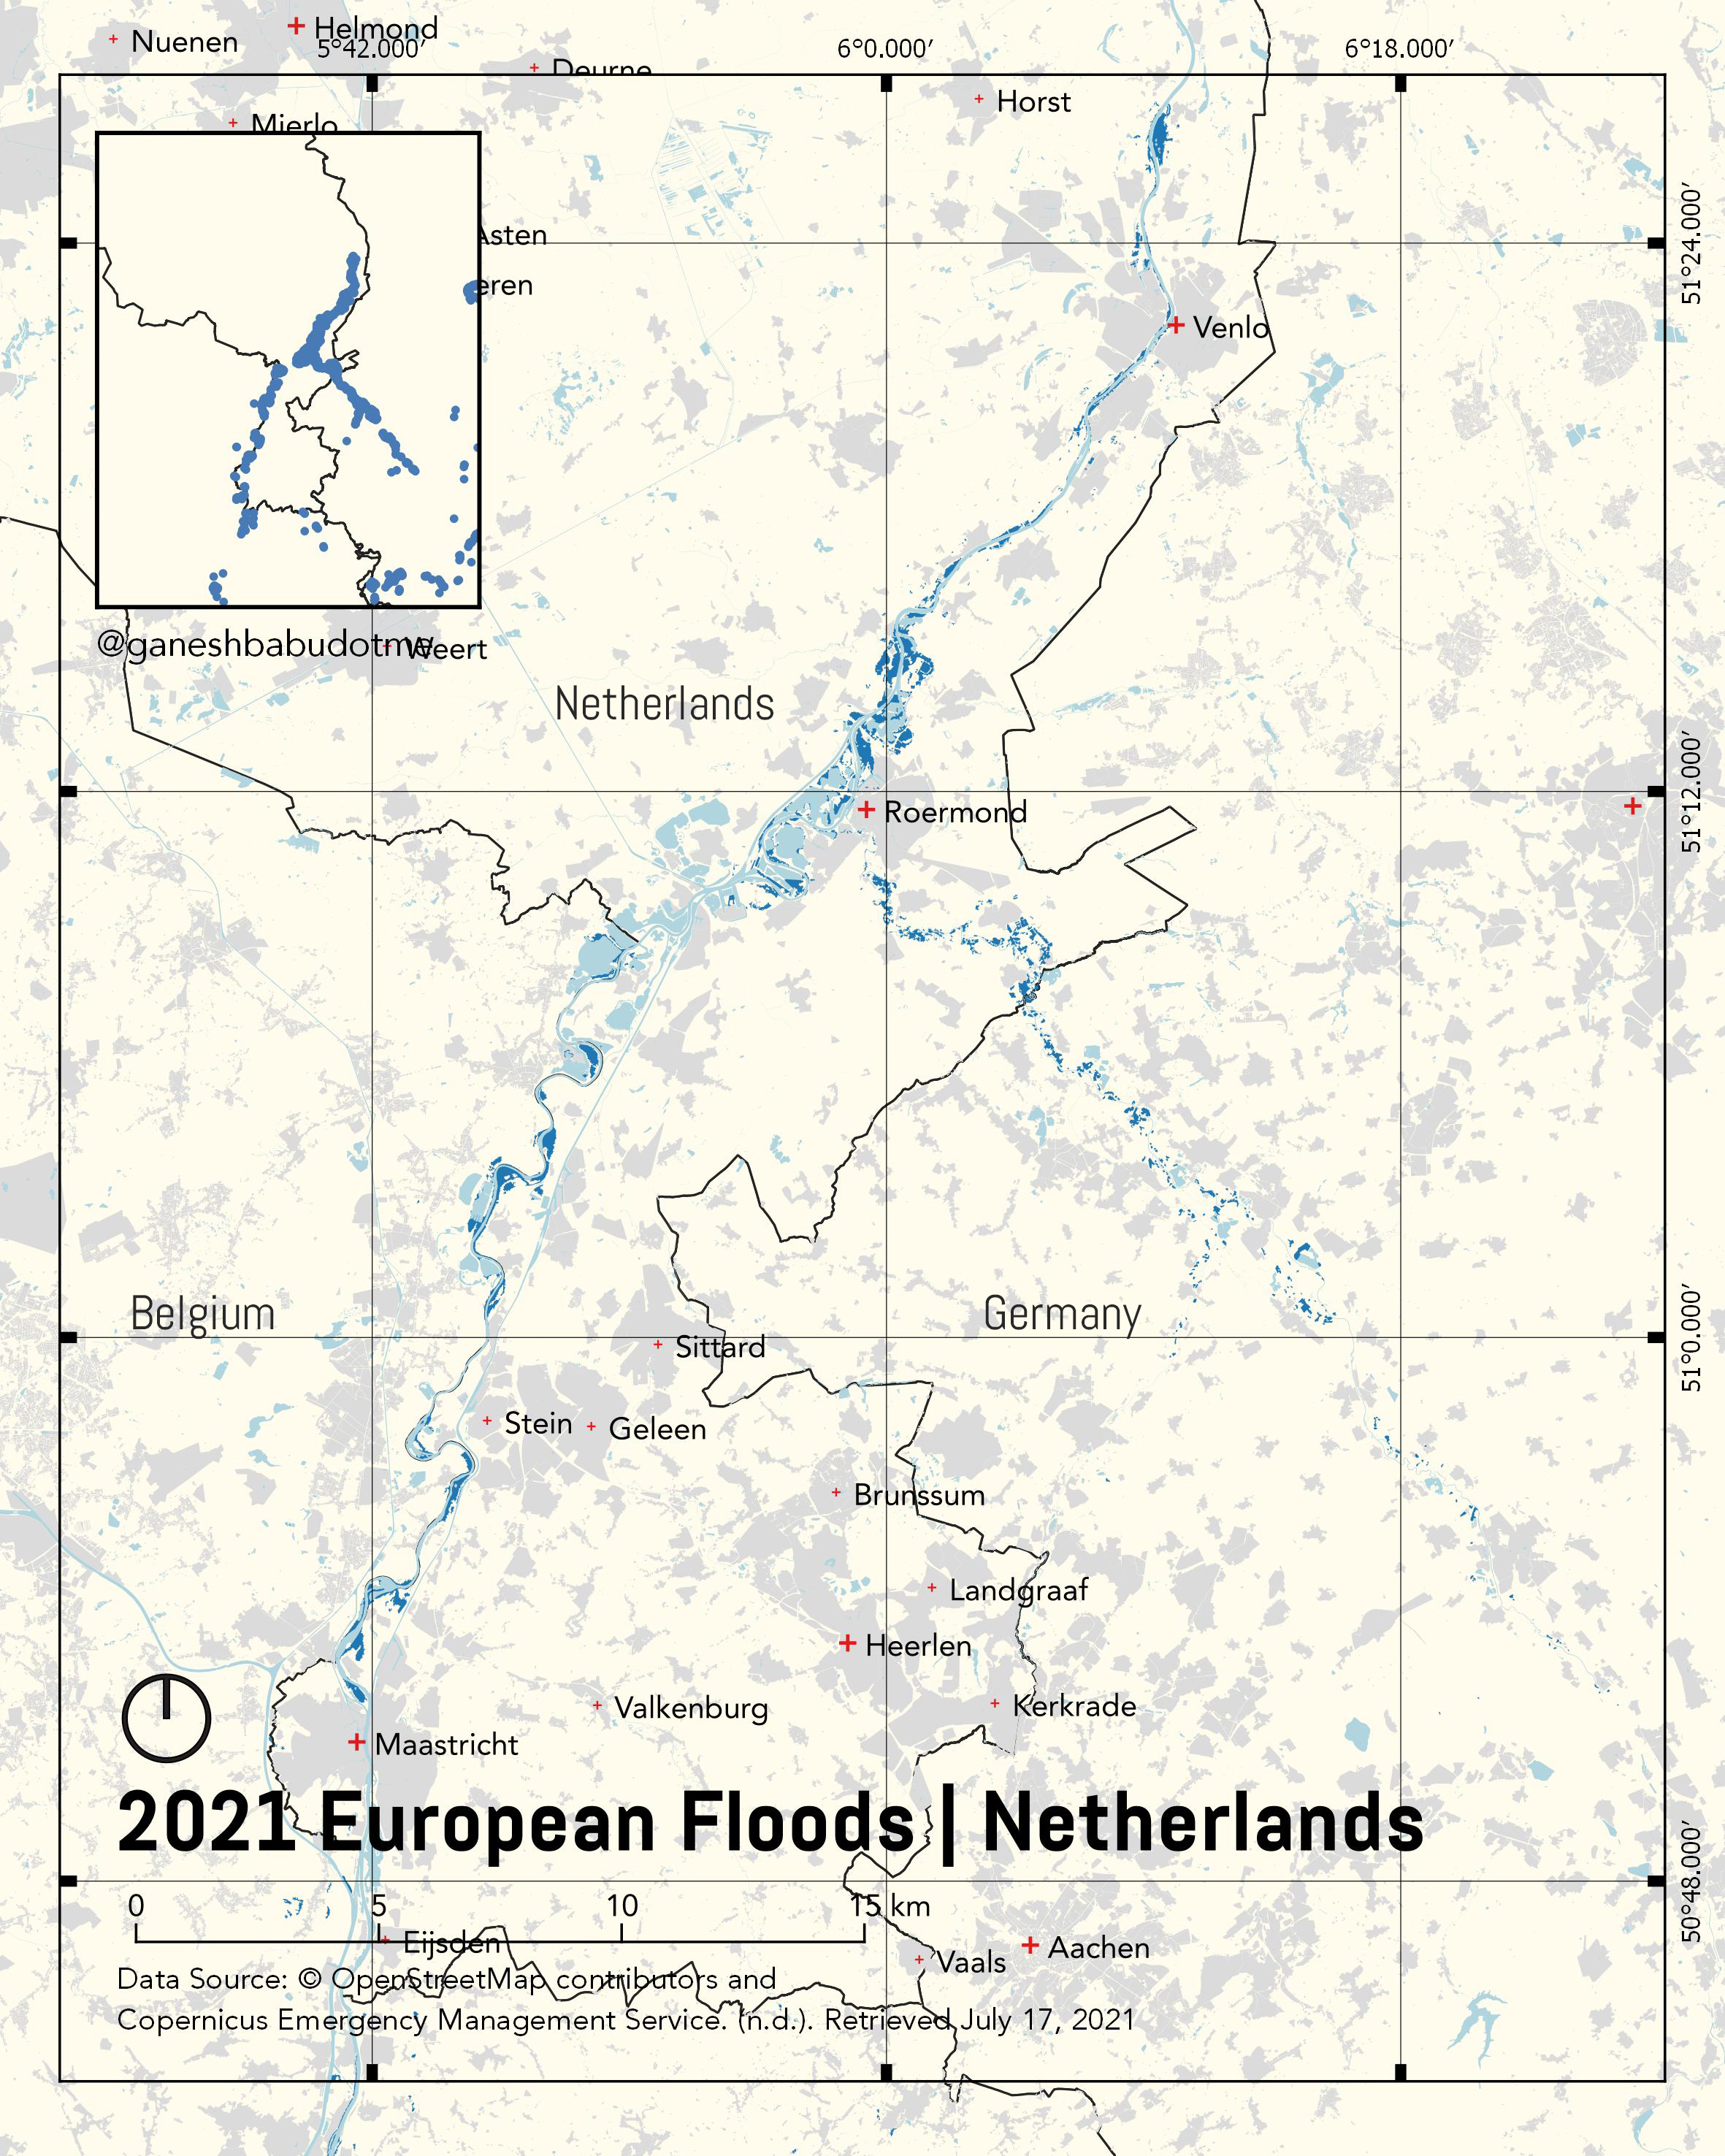 Helmond
Nuenen
5°42.000′
6°0.000′
6°18.000′
Deurne
Horst
Mierlo
Asten
51°24.000′
eren
Venlo
@ganeshbabudotme
Weert
Netherlands
51°12.000′
Roermond
Belgium
Germany
51°0.000′
Sittard
Stein
Geleen
Brunssum
Landgraaf
Heerlen
Valkenburg
Kerkrade
Maastricht
2021 European Floods | Netherlands
50°48.000′
0 5 10 15 km
Eijsden
Aachen
Vaals
Data Source: © OpenStreetMap contributors and
Copernicus Emergency Management Service. (n.d.). Retrieved July 17, 2021